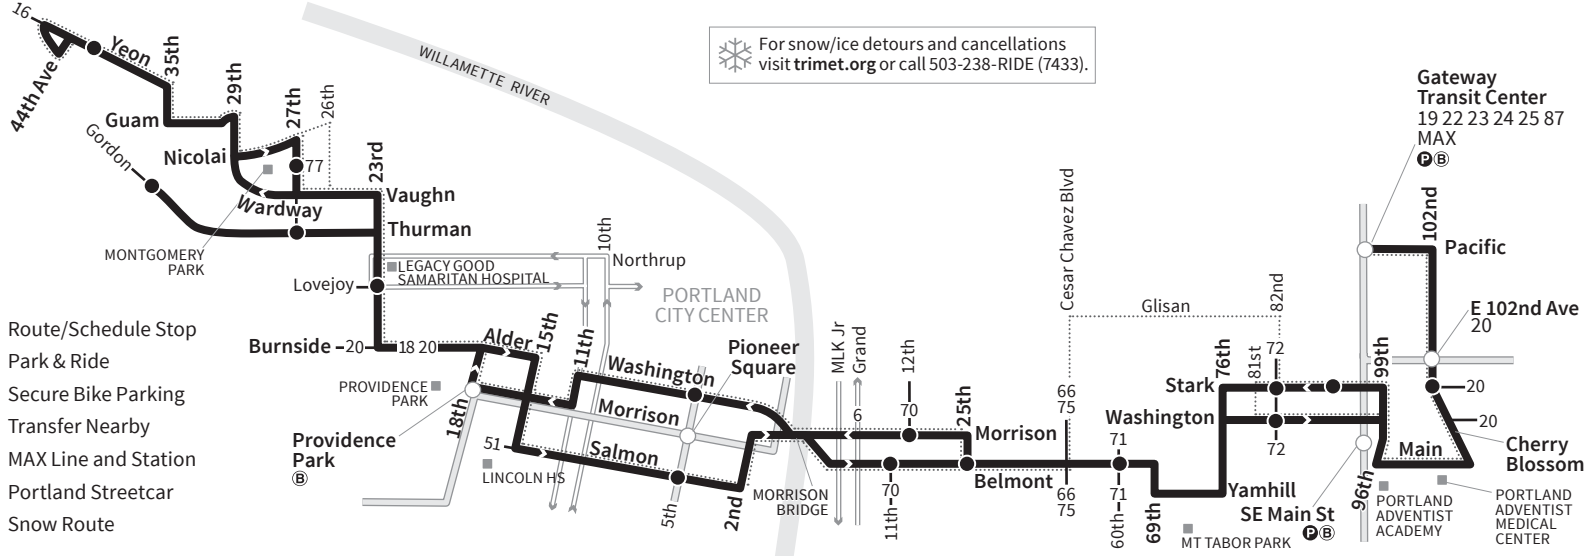 16
Yeon
44th Ave
35th
Guam
29th
Nicolai
Gordon
27th
26th
77
Wardway
MONTGOMERY
PARK
23rd
Vaughn
Thurman
WILLAMETTE RIVER
For snow/ice detours and cancellations
visit trimet.org or call 503-238-RIDE (7433).
Gateway
Transit Center
19 22 23 24 25 87
MAX
P B
LEGACY GOOD
SAMARITAN HOSPITAL
Lovejoy
10th
Northrup
PORTLAND
CITY CENTER
Route/Schedule Stop
Park & Ride
Secure Bike Parking
Transfer Nearby
MAX Line and Station
Portland Streetcar
Snow Route
Burnside
20
18 20
Alder
15th
11th
PROVIDENCE
PARK
18th
Providence
Park
B
51
LINCOLN HS
Washington
Morrison
Salmon
Pioneer
Square
5th
2nd
MORRISON
BRIDGE
MLK Jr
Grand
6
12th
70
70
11th
25th
Morrison
Belmont
Cesar Chavez Blvd
66
75
66
75
Glisan
82nd
71
71
60th
69th
76th
81st
72
Stark
Washington
72
Yamhill
MT TABOR PARK
SE Main St
P B
99th
96th
Main
102nd
Pacific
E 102nd Ave
20
20
20
Cherry
Blossom
PORTLAND
ADVENTIST
ACADEMY
PORTLAND
ADVENTIST
MEDICAL
CENTER